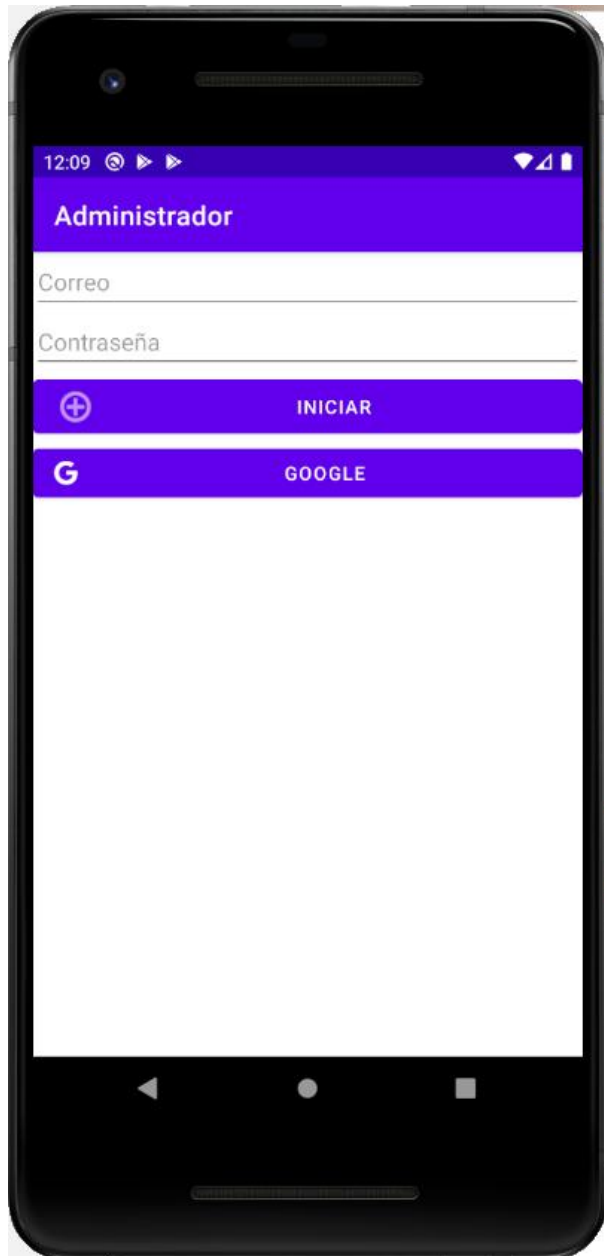 12:09
Administrador
Correo
Contraseña
INICIAR
G GOOGLE